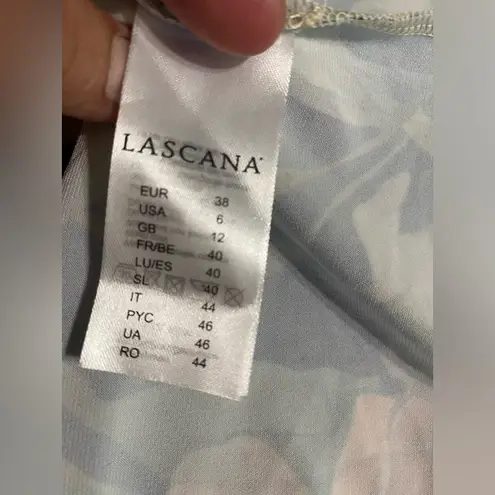 LASCANA
EUR 38
USA 6
GB 12
FR/BE 40
LU/ES 40
SL 40
IT 44
PYC 46
UA 46
RO 44